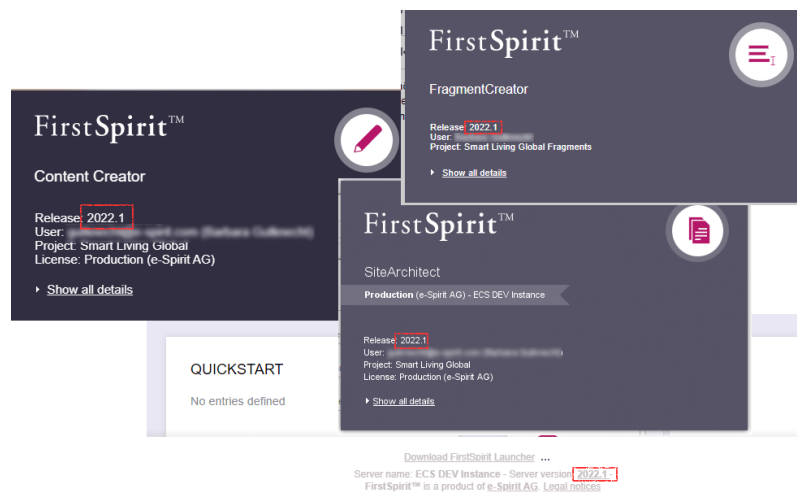 FirstSpirit™
FragmentCreator
Release: 2022.1
User:
Project: Smart Living Global Fragments
Show all details
FirstSpirit™
Content Creator
Release: 2022.1
User:
Project: Smart Living Global
License: Production (e-Spirit AG)
Show all details
FirstSpirit™
SiteArchitect
Production (e-Spirit AG) - ECS DEV Instance
Release: 2022.1
User:
Project: Smart Living Global
License: Production (e-Spirit AG)
Show all details
QUICKSTART
No entries defined
Download FirstSpirit Launcher ...
Server name: ECS DEV Instance - Server version: 2022.1 -
FirstSpirit™ is a product of e-Spirit AG. Legal notices